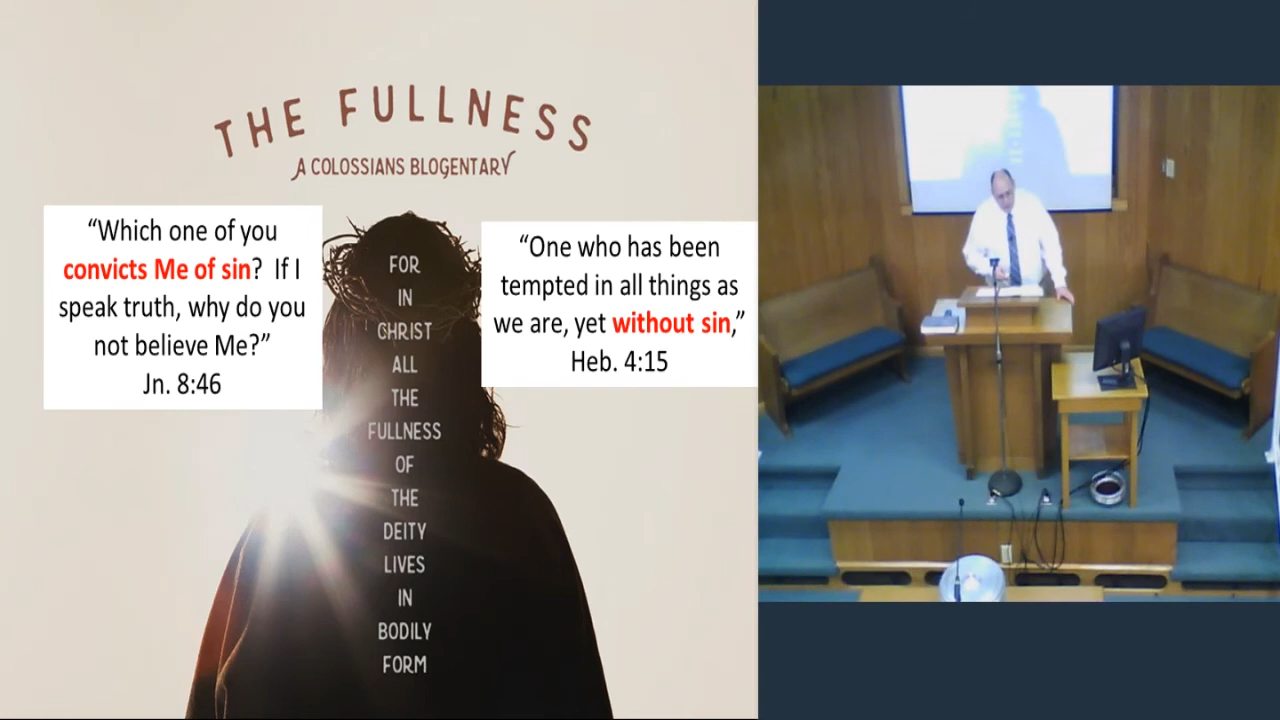 THE FULLNESS
A COLOSSIANS BLOGENTARY
“Which one of you
convicts Me of sin?  If I
speak truth, why do you
not believe Me?”
Jn. 8:46
“One who has been
tempted in all things as
we are, yet without sin,”
Heb. 4:15
FOR
IN
CHRIST
ALL
THE
FULLNESS
OF
THE
DEITY
LIVES
IN
BODILY
FORM